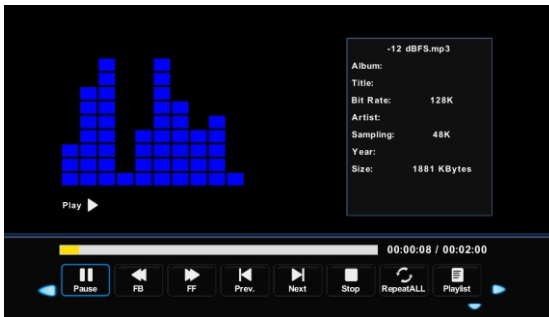 -12 dBFS.mp3
Album:
Title:
Bit Rate: 128K
Artist:
Sampling: 48K
Year:
Size: 1881 KBytes
Play
00:00:08 / 00:02:00
Pause FB FF Prev. Next Stop RepeatALL Playlist